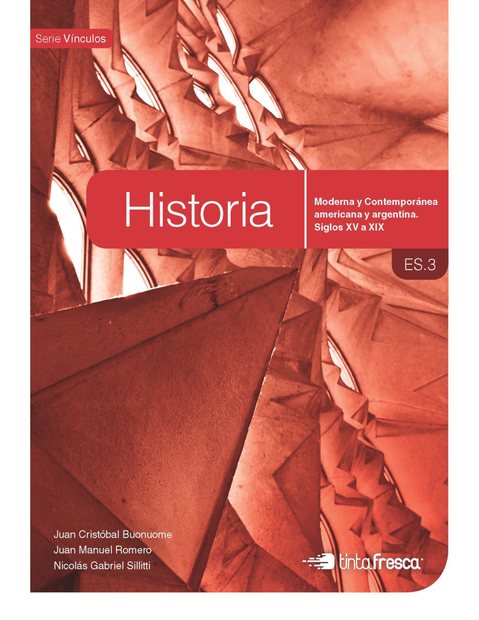 Serie Vínculos
Historia
Moderna y Contemporánea
americana y argentina.
Siglos XV a XIX
ES.3
Juan Cristóbal Buonuome
Juan Manuel Romero
Nicolás Gabriel Sillitti
tintafresca